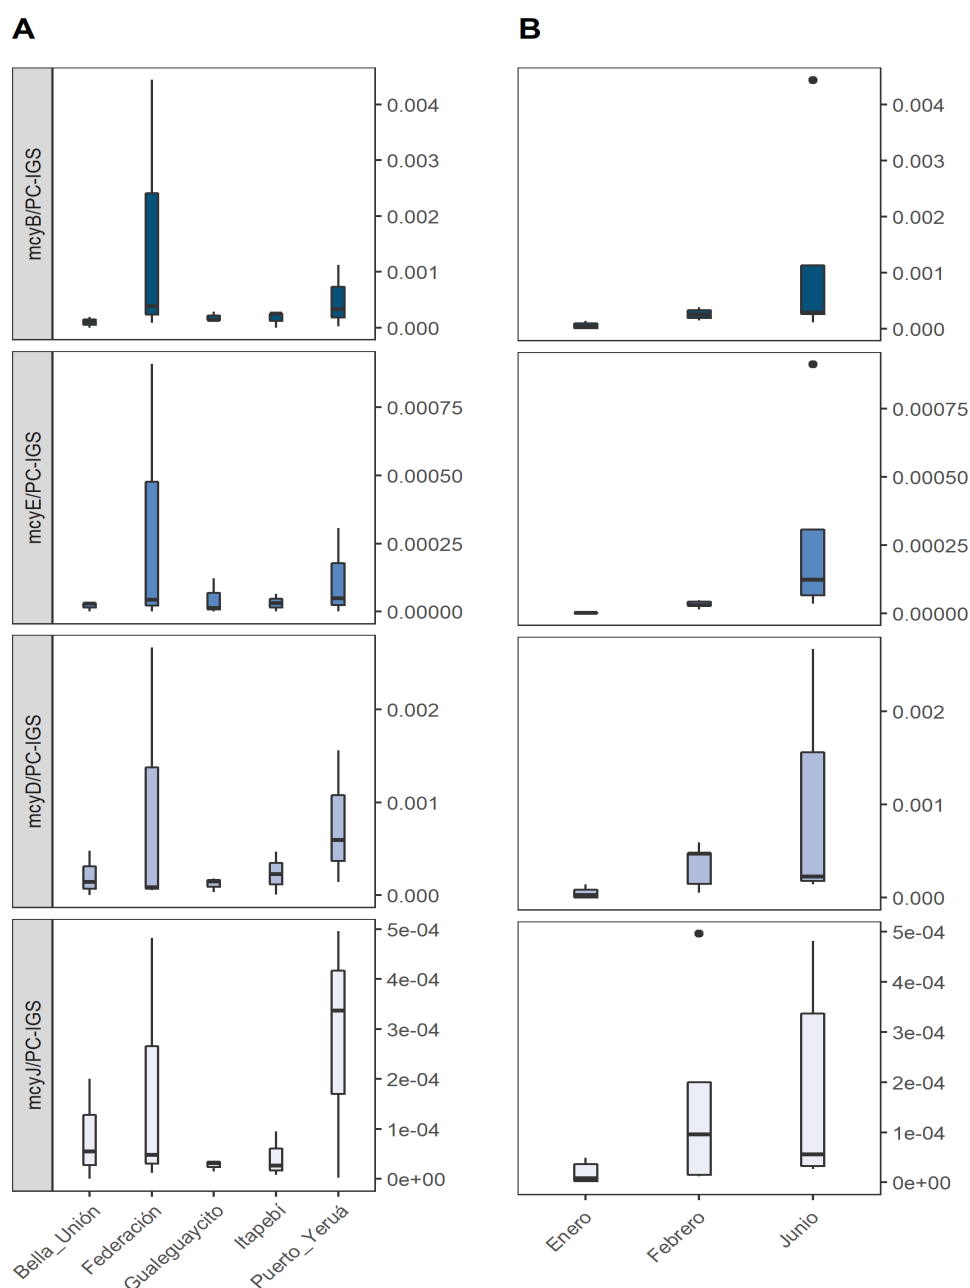 A
B
mcyB/PC-IGS
0.004
0.003
0.002
0.001
0.000
0.004
0.003
0.002
0.001
0.000
mcyE/PC-IGS
0.00075
0.00050
0.00025
0.00000
0.00075
0.00050
0.00025
0.00000
mcyD/PC-IGS
0.002
0.001
0.000
0.002
0.001
0.000
mcyJ/PC-IGS
5e-04
4e-04
3e-04
2e-04
1e-04
0e+00
5e-04
4e-04
3e-04
2e-04
1e-04
0e+00
Bella_Unión
Federación
Gualeguaycito
Itapebí
Puerto_Yeruá
Enero
Febrero
Junio